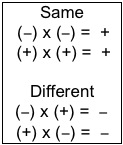 Same
(–) x (–) = +
(+) x (+) = +
Different
(–) x (+) = –
(+) x (–) = –